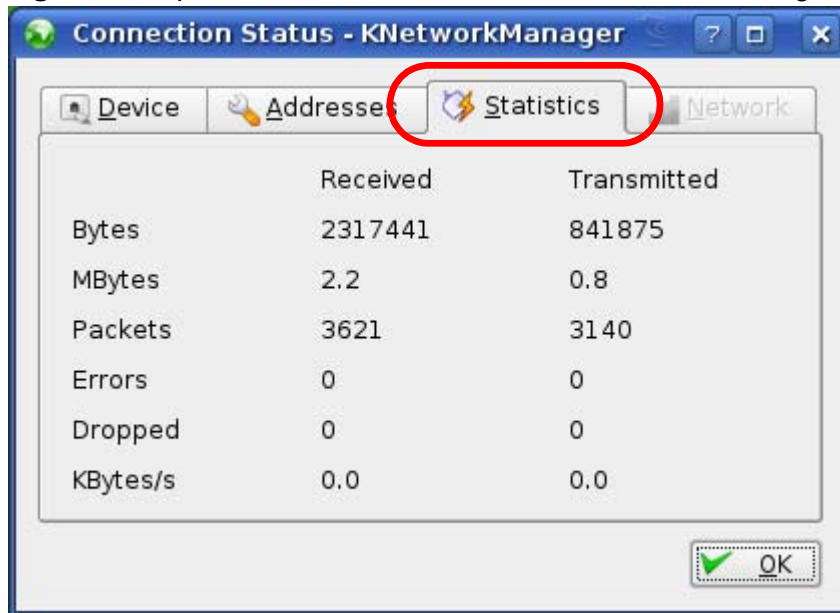 Connection Status - KNetworkManager
Device Addresses Statistics Network
Received Transmitted
Bytes 2317441 841875
MBytes 2.2 0.8
Packets 3621 3140
Errors 0 0
Dropped 0 0
KBytes/s 0.0 0.0
OK